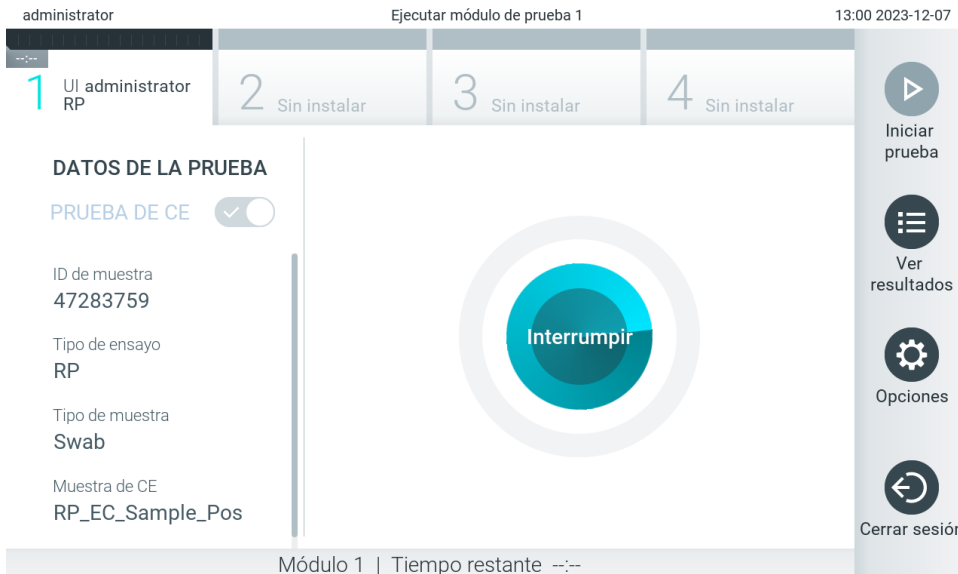 administrator
Ejecutar módulo de prueba 1
13:00 2023-12-07
--:--
1 UI administrator
RP
2 Sin instalar
3 Sin instalar
4 Sin instalar
DATOS DE LA PRUEBA
PRUEBA DE CE
ID de muestra
47283759
Tipo de ensayo
RP
Tipo de muestra
Swab
Muestra de CE
RP_EC_Sample_Pos
Interrumpir
Iniciar
prueba
Ver
resultados
Opciones
Cerrar sesión
Módulo 1 | Tiempo restante --:--